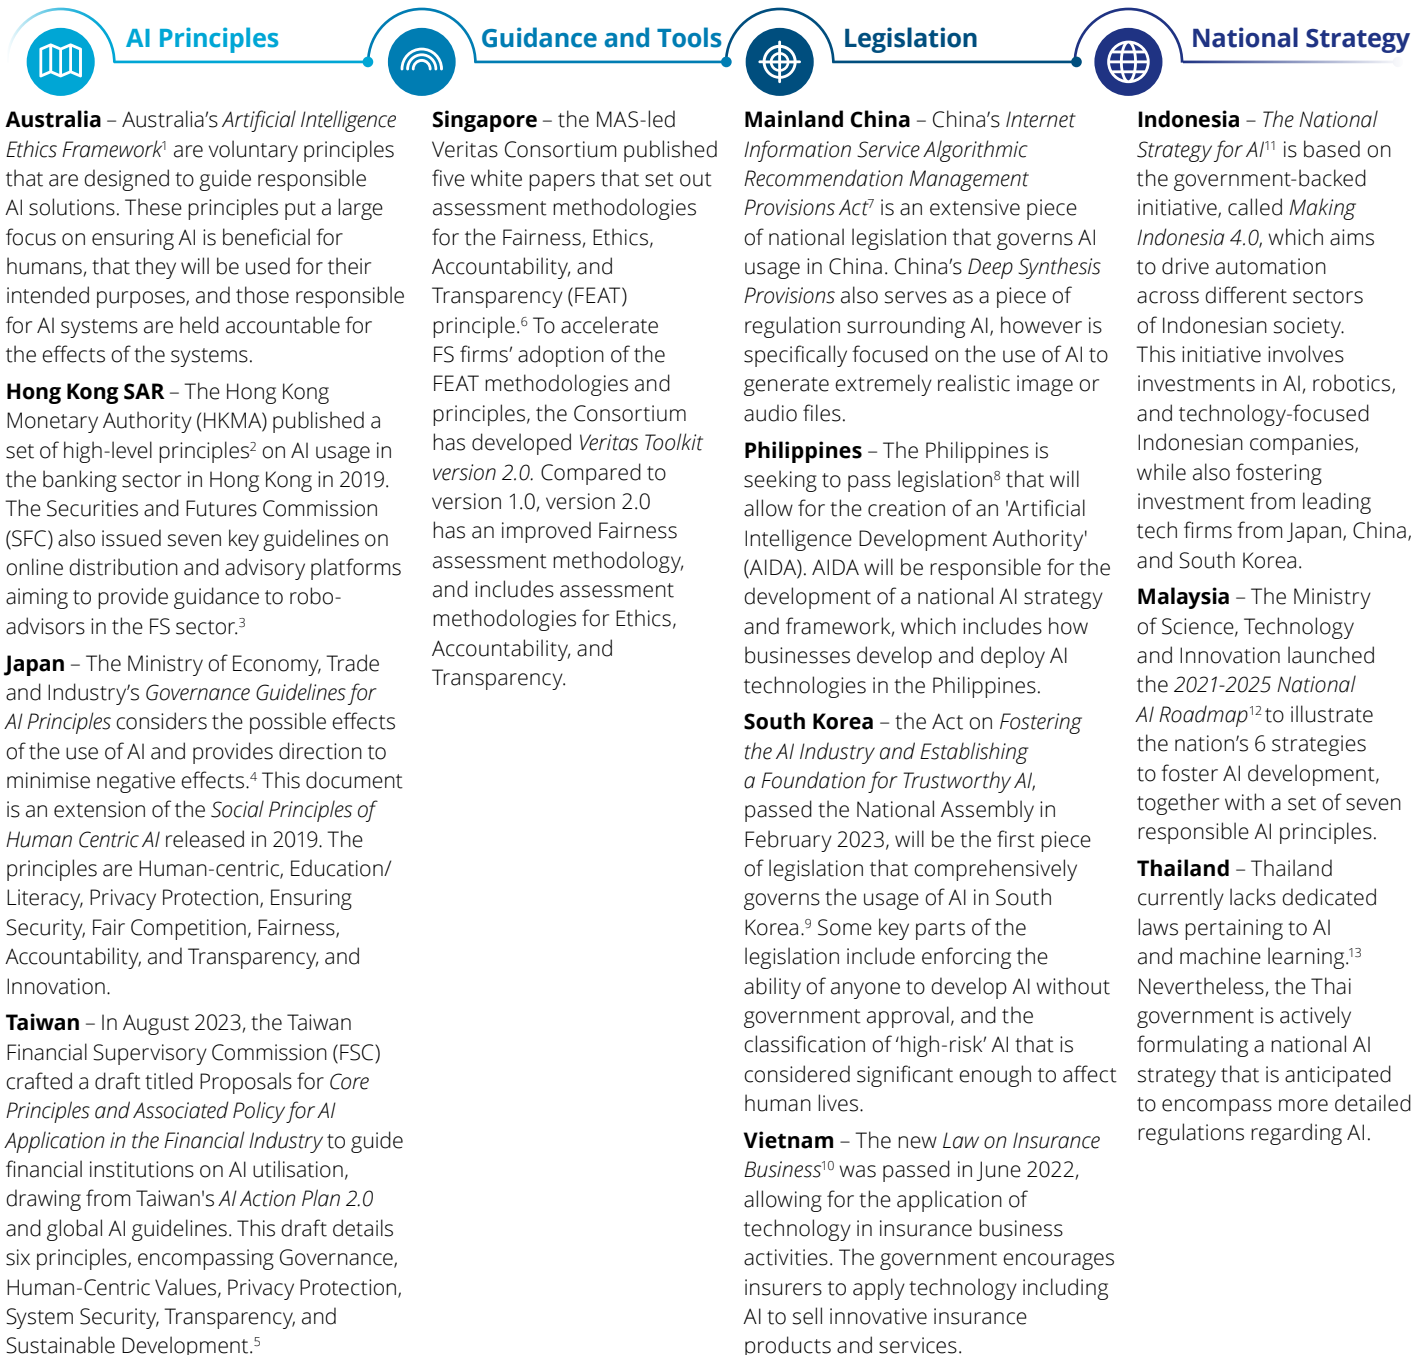 AI Principles
Australia – Australia’s Artificial Intelligence
Ethics Framework¹ are voluntary principles
that are designed to guide responsible
AI solutions. These principles put a large
focus on ensuring AI is beneficial for
humans, that they will be used for their
intended purposes, and those responsible
for AI systems are held accountable for
the effects of the systems.
Hong Kong SAR – The Hong Kong
Monetary Authority (HKMA) published a
set of high-level principles² on AI usage in
the banking sector in Hong Kong in 2019.
The Securities and Futures Commission
(SFC) also issued seven key guidelines on
online distribution and advisory platforms
aiming to provide guidance to robo-
advisors in the FS sector.³
Japan – The Ministry of Economy, Trade
and Industry’s Governance Guidelines for
AI Principles considers the possible effects
of the use of AI and provides direction to
minimise negative effects.⁴ This document
is an extension of the Social Principles of
Human Centric AI released in 2019. The
principles are Human-centric, Education/
Literacy, Privacy Protection, Ensuring
Security, Fair Competition, Fairness,
Accountability, and Transparency, and
Innovation.
Taiwan – In August 2023, the Taiwan
Financial Supervisory Commission (FSC)
crafted a draft titled Proposals for Core
Principles and Associated Policy for AI
Application in the Financial Industry to guide
financial institutions on AI utilisation,
drawing from Taiwan's AI Action Plan 2.0
and global AI guidelines. This draft details
six principles, encompassing Governance,
Human-Centric Values, Privacy Protection,
System Security, Transparency, and
Sustainable Development.⁵
Guidance and Tools
Singapore – the MAS-led
Veritas Consortium published
five white papers that set out
assessment methodologies
for the Fairness, Ethics,
Accountability, and
Transparency (FEAT)
principle.⁶ To accelerate
FS firms’ adoption of the
FEAT methodologies and
principles, the Consortium
has developed Veritas Toolkit
version 2.0. Compared to
version 1.0, version 2.0
has an improved Fairness
assessment methodology,
and includes assessment
methodologies for Ethics,
Accountability, and
Transparency.
Legislation
Mainland China – China’s Internet
Information Service Algorithmic
Recommendation Management
Provisions Act⁷ is an extensive piece
of national legislation that governs AI
usage in China. China’s Deep Synthesis
Provisions also serves as a piece of
regulation surrounding AI, however is
specifically focused on the use of AI to
generate extremely realistic image or
audio files.
Philippines – The Philippines is
seeking to pass legislation⁸ that will
allow for the creation of an 'Artificial
Intelligence Development Authority'
(AIDA). AIDA will be responsible for the
development of a national AI strategy
and framework, which includes how
businesses develop and deploy AI
technologies in the Philippines.
South Korea – the Act on Fostering
the AI Industry and Establishing
a Foundation for Trustworthy AI,
passed the National Assembly in
February 2023, will be the first piece
of legislation that comprehensively
governs the usage of AI in South
Korea.⁹ Some key parts of the
legislation include enforcing the
ability of anyone to develop AI without
government approval, and the
classification of ‘high-risk’ AI that is
considered significant enough to affect
human lives.
Vietnam – The new Law on Insurance
Business¹⁰ was passed in June 2022,
allowing for the application of
technology in insurance business
activities. The government encourages
insurers to apply technology including
AI to sell innovative insurance
products and services.
National Strategy
Indonesia – The National
Strategy for AI¹¹ is based on
the government-backed
initiative, called Making
Indonesia 4.0, which aims
to drive automation
across different sectors
of Indonesian society.
This initiative involves
investments in AI, robotics,
and technology-focused
Indonesian companies,
while also fostering
investment from leading
tech firms from Japan, China,
and South Korea.
Malaysia – The Ministry
of Science, Technology
and Innovation launched
the 2021-2025 National
AI Roadmap¹² to illustrate
the nation’s 6 strategies
to foster AI development,
together with a set of seven
responsible AI principles.
Thailand – Thailand
currently lacks dedicated
laws pertaining to AI
and machine learning.¹³
Nevertheless, the Thai
government is actively
formulating a national AI
strategy that is anticipated
to encompass more detailed
regulations regarding AI.